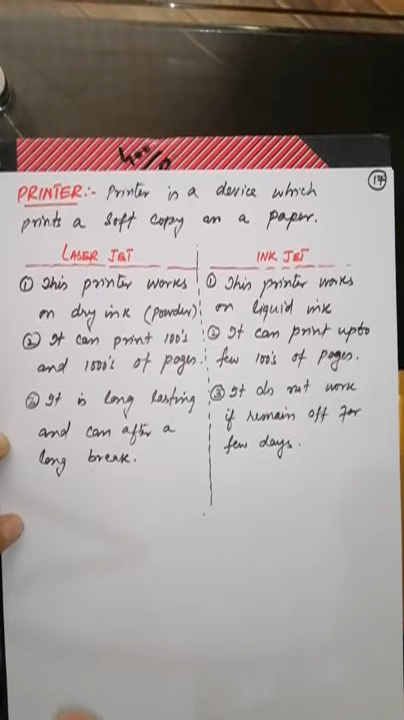 17
PRINTER:- Printer is a device which
prints a soft copy on a paper.
LASER JET
① This printer works
on dry ink (powder)
② It can print 100's
and 1000's of pages.
③ It is long lasting
and can after a
long break.
INK JET
① This printer works
on liquid ink
② It can print upto
few 100's of pages.
③ It do not work
if remain off for
few days.